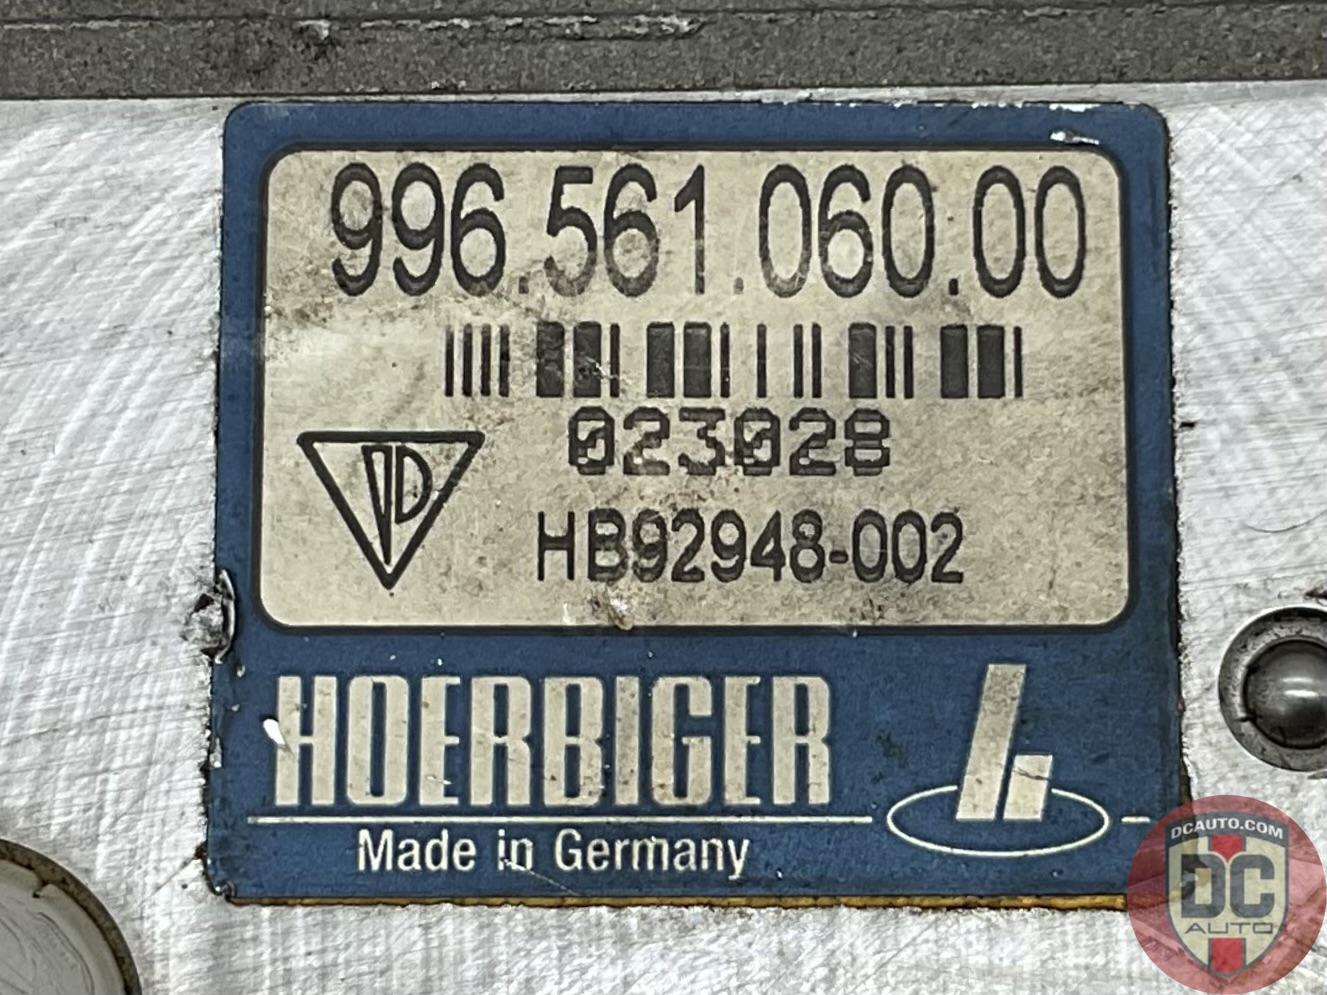 996.561.060.00
023028
HB92948-002
HOERBIGER
Made in Germany
DCAUTO.COM
DC
AUTO